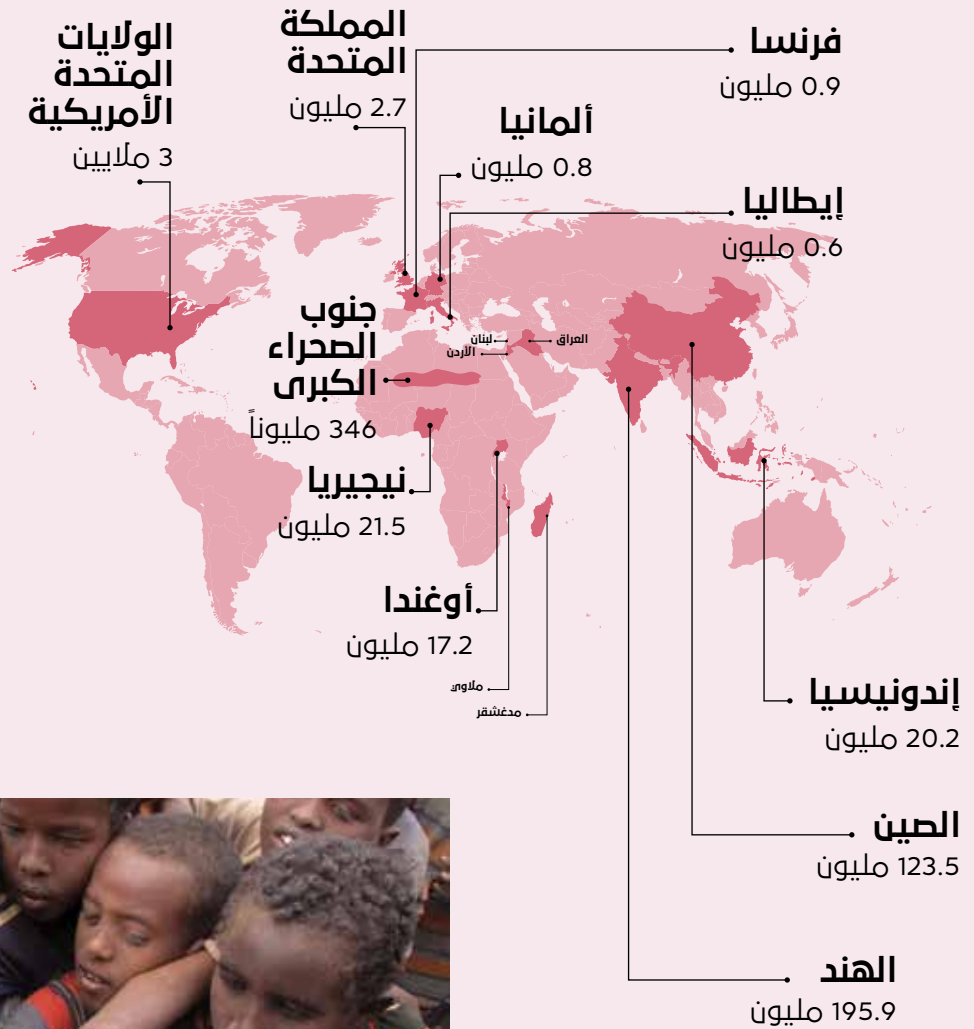 فرنسا
0.9 مليون
المملكة
المتحدة
2.7 مليون
الولايات
المتحدة
الأمريكية
3 ملايين
ألمانيا
0.8 مليون
إيطاليا
0.6 مليون
العراق
لبنان
الأردن
جنوب
الصحراء
الكبرى
346 مليوناً
نيجيريا
21.5 مليون
أوغندا
17.2 مليون
ملاوي
مدغشقر
إندونيسيا
20.2 مليون
الصين
123.5 مليون
الهند
195.9 مليون